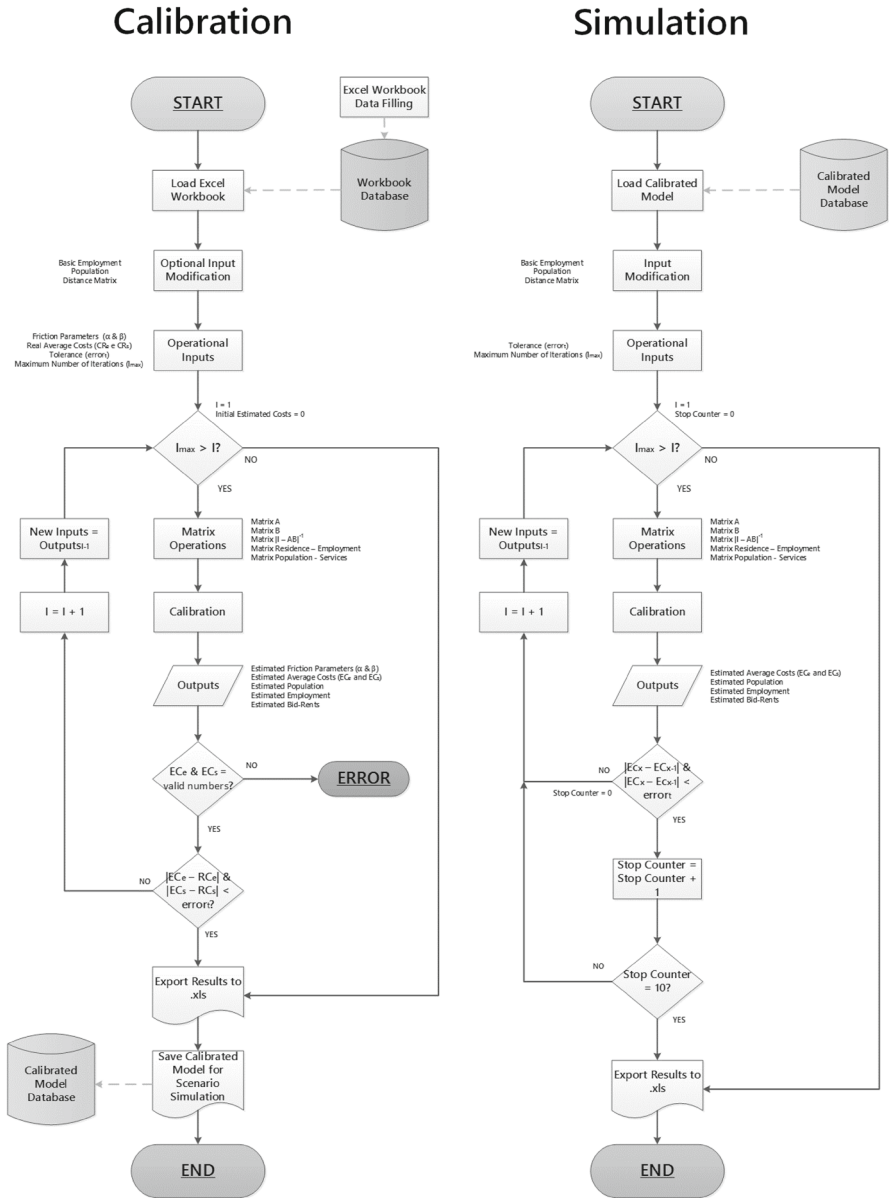 Calibration
START
Excel Workbook
Data Filling
Load Excel
Workbook
Workbook
Database
Basic Employment
Population
Distance Matrix
Optional Input
Modification
Friction Parameters (α & β)
Real Average Costs (CRe e CRs)
Tolerance (errort)
Maximum Number of Iterations (Imax)
Operational
Inputs
I = 1
Initial Estimated Costs = 0
Imax > I?
NO
YES
New Inputs =
OutputsI-1
Matrix
Operations
Matrix A
Matrix B
Matrix |I – AB|-1
Matrix Residence – Employment
Matrix Population - Services
I = I + 1
Calibration
Outputs
Estimated Friction Parameters (α & β)
Estimated Average Costs (ECe and ECs)
Estimated Population
Estimated Employment
Estimated Bid-Rents
ECe & ECs =
valid numbers?
NO
ERROR
YES
NO
|ECe – RCe| &
|ECs – RCs| <
errort?
YES
Export Results to
.xls
Calibrated
Model
Database
Save Calibrated
Model for
Scenario
Simulation
END
Simulation
START
Load Calibrated
Model
Calibrated
Model
Database
Basic Employment
Population
Distance Matrix
Input
Modification
Tolerance (errort)
Maximum Number of Iterations (Imax)
Operational
Inputs
I = 1
Stop Counter = 0
Imax > I?
NO
YES
New Inputs =
OutputsI-1
Matrix
Operations
Matrix A
Matrix B
Matrix |I – AB|-1
Matrix Residence – Employment
Matrix Population - Services
I = I + 1
Calibration
Outputs
Estimated Average Costs (ECe and ECs)
Estimated Population
Estimated Employment
Estimated Bid-Rents
NO
Stop Counter = 0
|Ecx – ECx-1| &
|ECx – Ecx-1| <
errort
YES
Stop Counter =
Stop Counter +
1
NO
Stop Counter
= 10?
YES
Export Results to
.xls
END